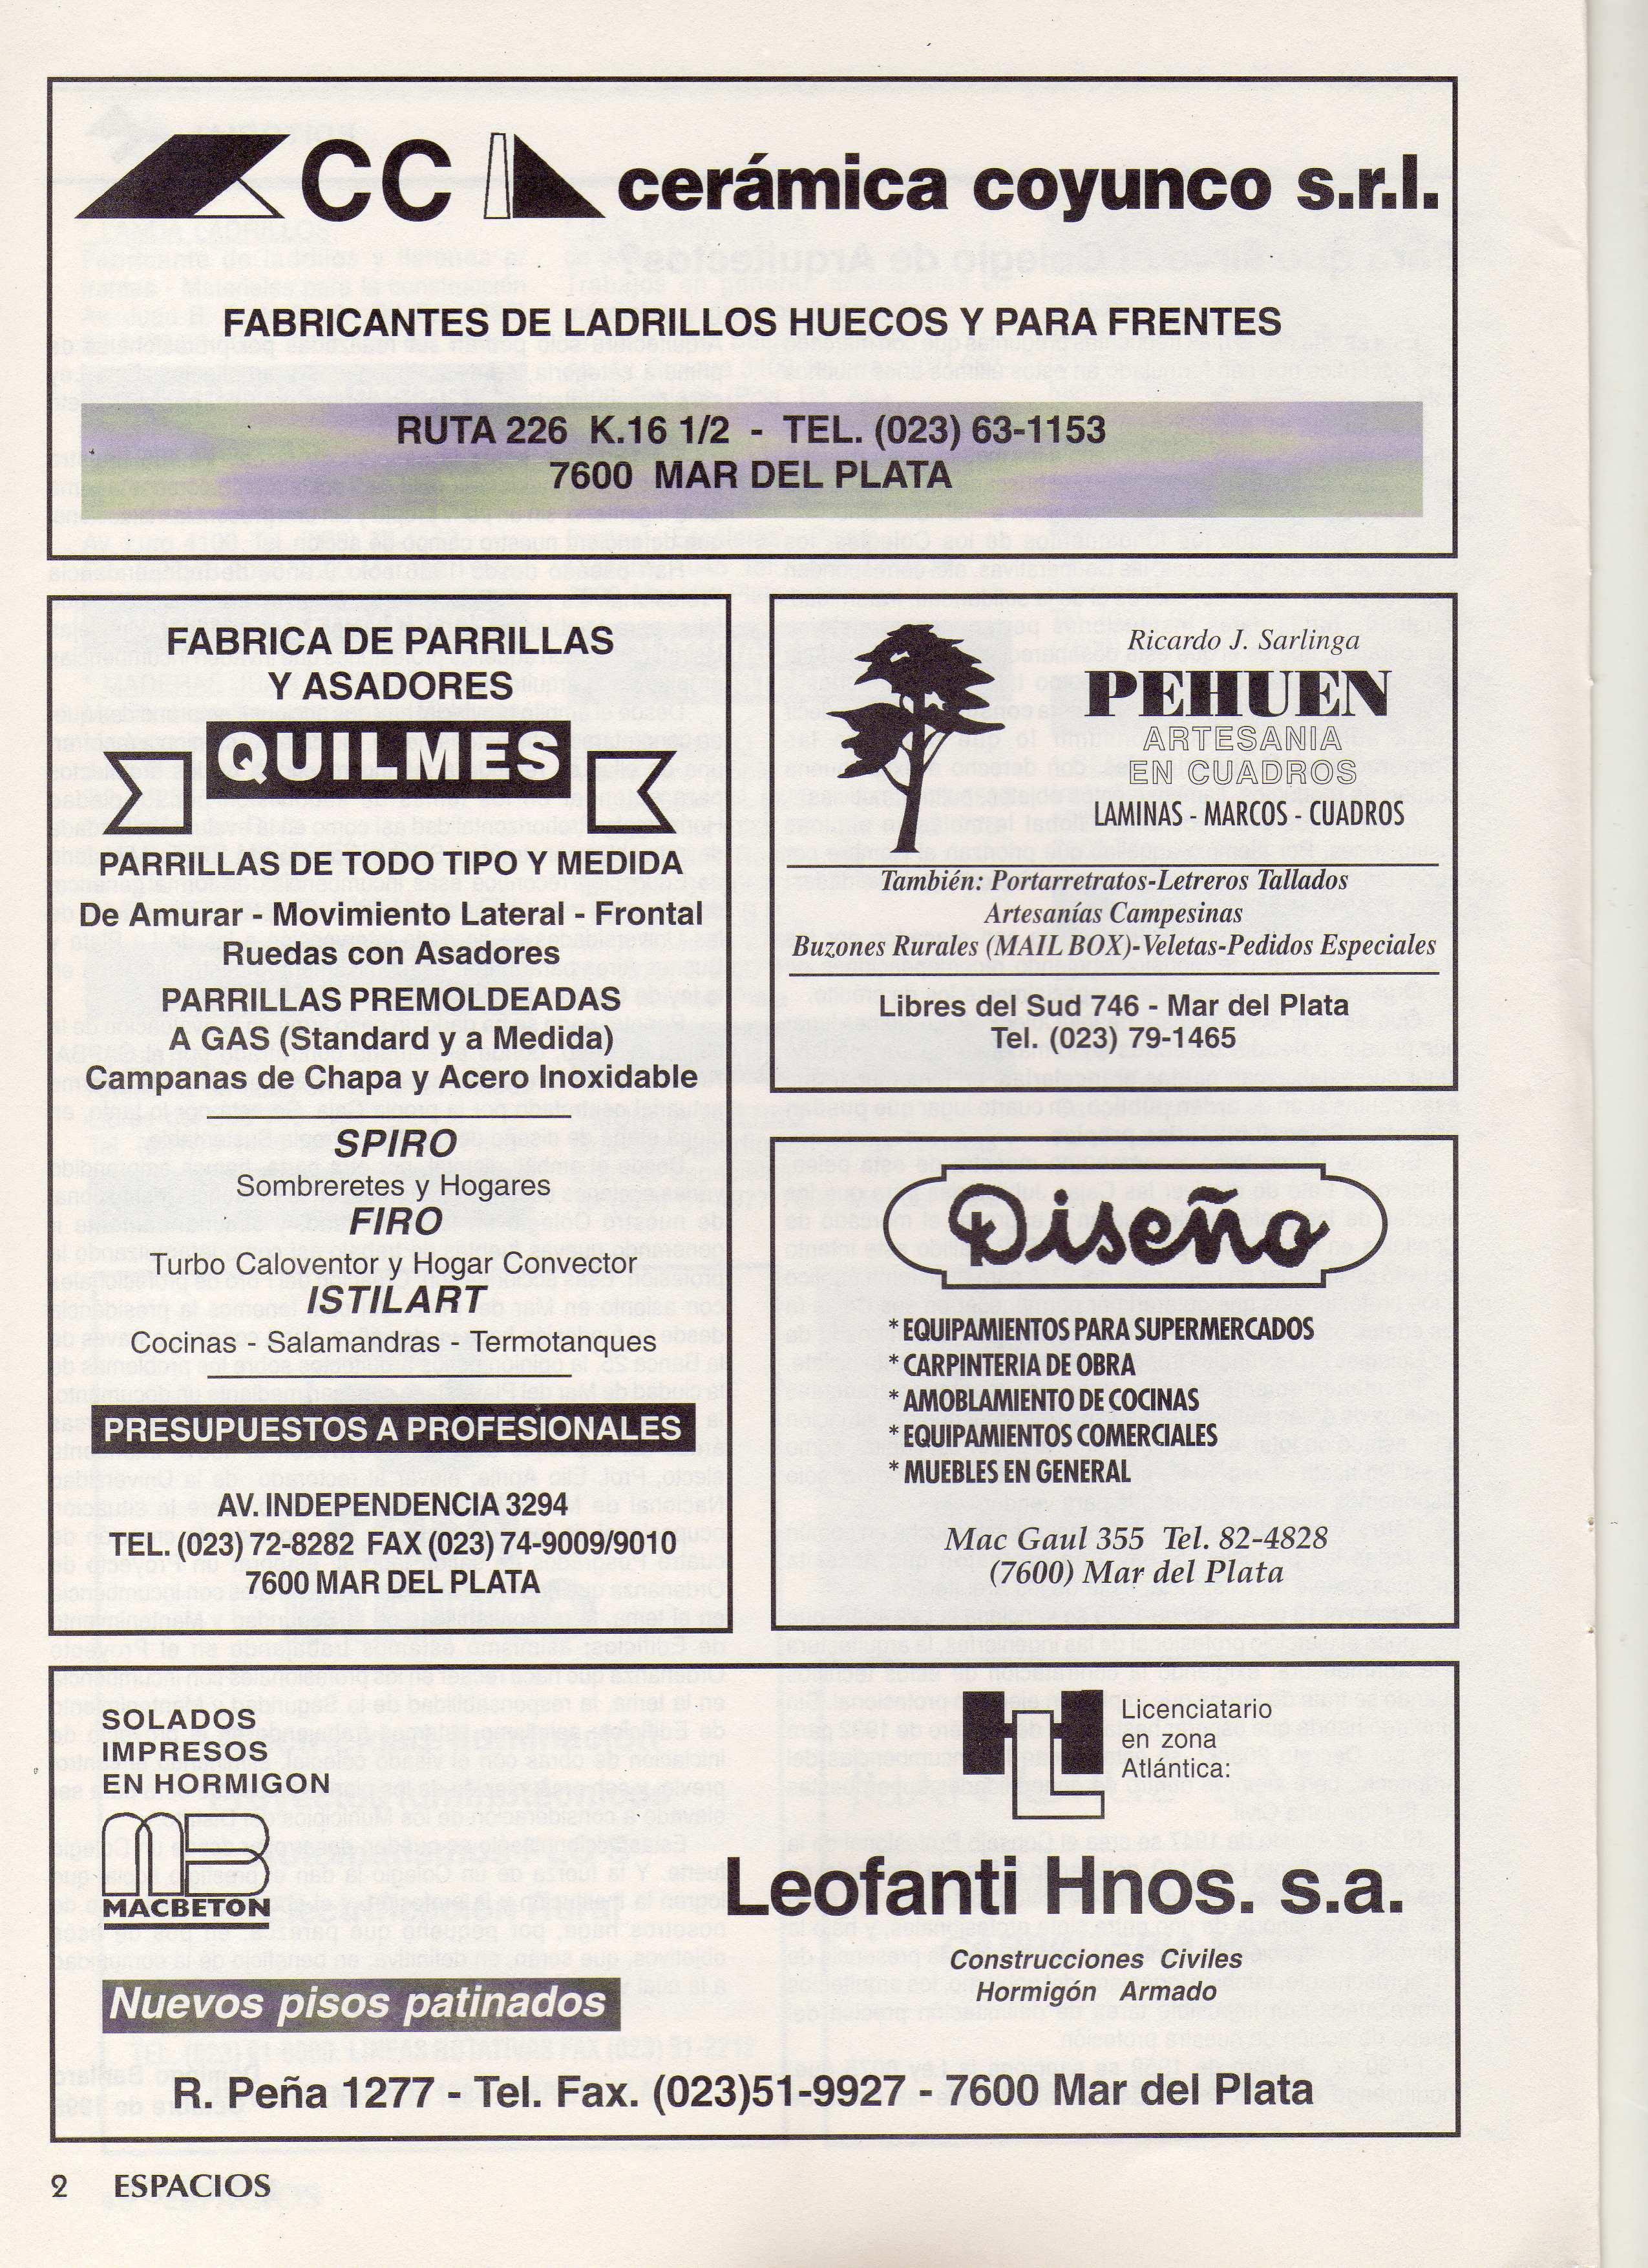 CC cerámica coyunco s.r.l.
FABRICANTES DE LADRILLOS HUECOS Y PARA FRENTES
RUTA 226 K.16 1/2 - TEL. (023) 63-1153
7600 MAR DEL PLATA
FABRICA DE PARRILLAS
Y ASADORES
QUILMES
PARRILLAS DE TODO TIPO Y MEDIDA
De Amurar - Movimiento Lateral - Frontal
Ruedas con Asadores
PARRILLAS PREMOLDEADAS
A GAS (Standard y a Medida)
Campanas de Chapa y Acero Inoxidable
SPIRO
Sombreretes y Hogares
FIRO
Turbo Caloventor y Hogar Convector
ISTILART
Cocinas - Salamandras - Termotanques
PRESUPUESTOS A PROFESIONALES
AV. INDEPENDENCIA 3294
TEL. (023) 72-8282 FAX (023) 74-9009/9010
7600 MAR DEL PLATA
Ricardo J. Sarlinga
PEHUEN
ARTESANIA
EN CUADROS
LAMINAS - MARCOS - CUADROS
También: Portarretratos-Letreros Tallados
Artesanías Campesinas
Buzones Rurales (MAIL BOX)-Veletas-Pedidos Especiales
Libres del Sud 746 - Mar del Plata
Tel. (023) 79-1465
Diseño
* EQUIPAMIENTOS PARA SUPERMERCADOS
* CARPINTERIA DE OBRA
* AMOBLAMIENTO DE COCINAS
* EQUIPAMIENTOS COMERCIALES
* MUEBLES EN GENERAL
Mac Gaul 355 Tel. 82-4828
(7600) Mar del Plata
SOLADOS
IMPRESOS
EN HORMIGON
MB
MACBETON
Nuevos pisos patinados
HL
Licenciatario
en zona
Atlántica:
Leofanti Hnos. s.a.
Construcciones Civiles
Hormigón Armado
R. Peña 1277 - Tel. Fax. (023)51-9927 - 7600 Mar del Plata
2 ESPACIOS